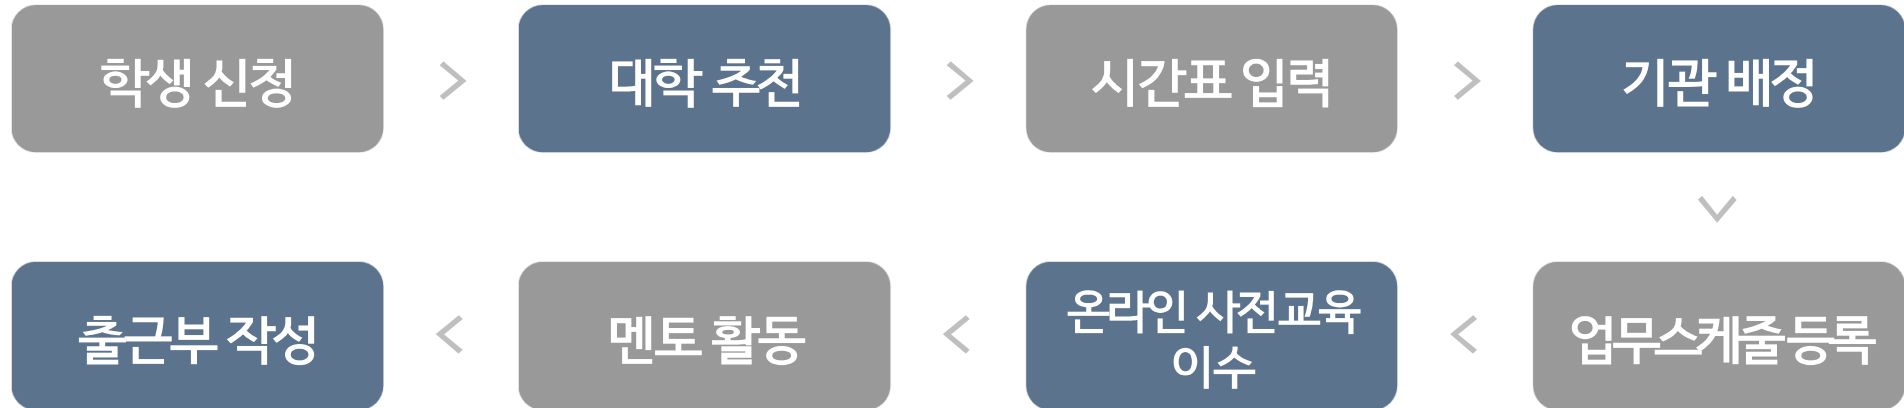 학생 신청
대학 추천
시간표 입력
기관 배정
업무스케줄 등록
온라인 사전교육
이수
멘토 활동
출근부 작성